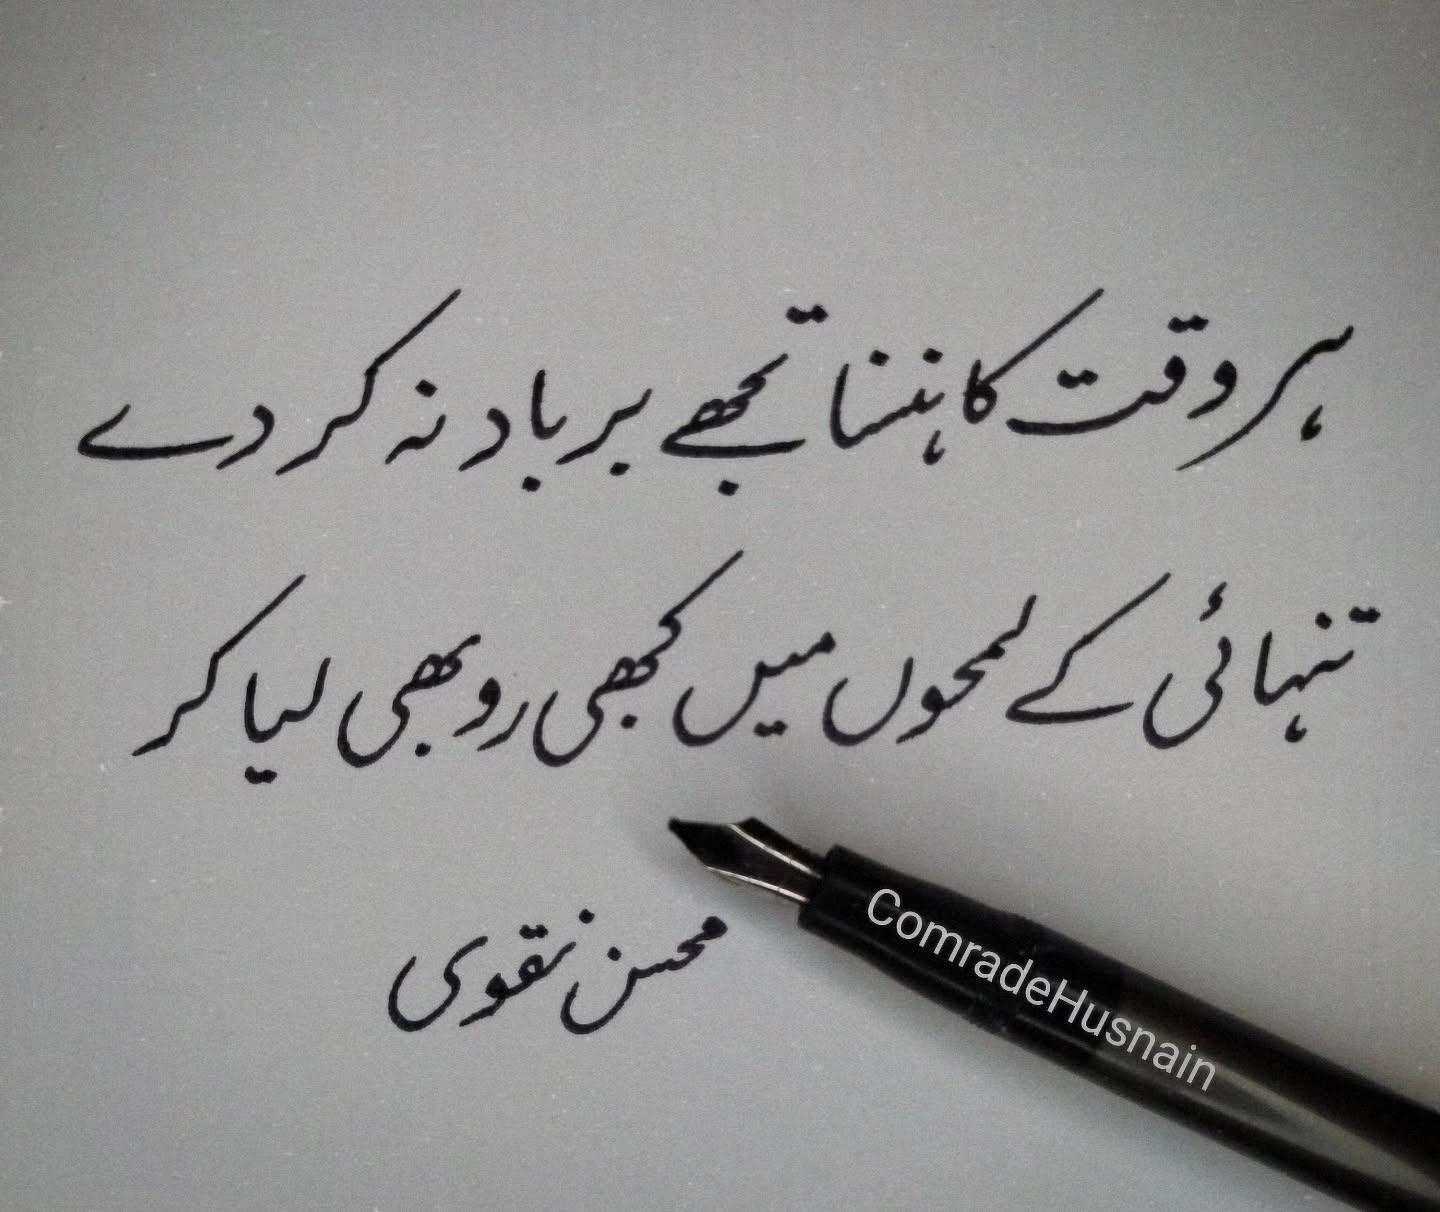 ہر وقت کا ہنسنا تجھے برباد نہ کر دے
تنہائی کے لمحوں میں کبھی رو بھی لیا کر
محسن نقوی
ComradeHusnain